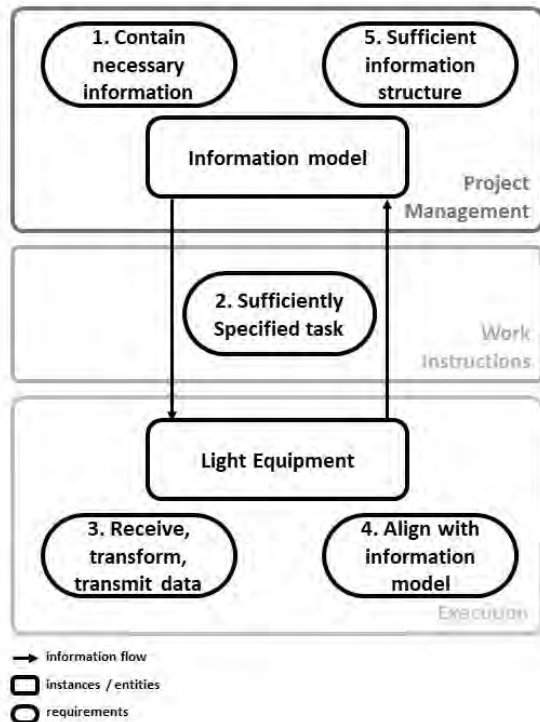 1. Contain
necessary
information
5. Sufficient
information
structure
Information model
Project
Management
2. Sufficiently
Specified task
Work
Instructions
Light Equipment
3. Receive,
transform,
transmit data
4. Align with
information
model
Execution
information flow
instances / entities
requirements